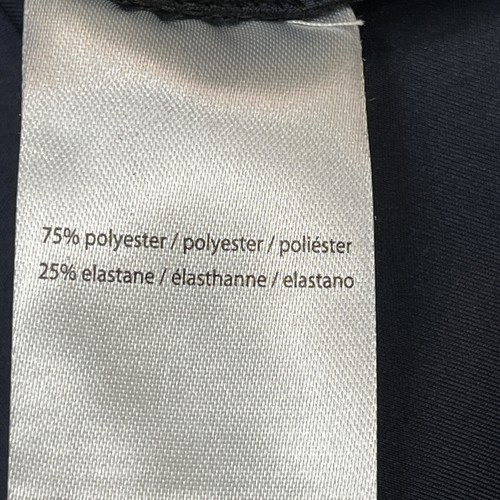 75% polyester / polyester / poliéster
25% elastane / élasthanne / elastano